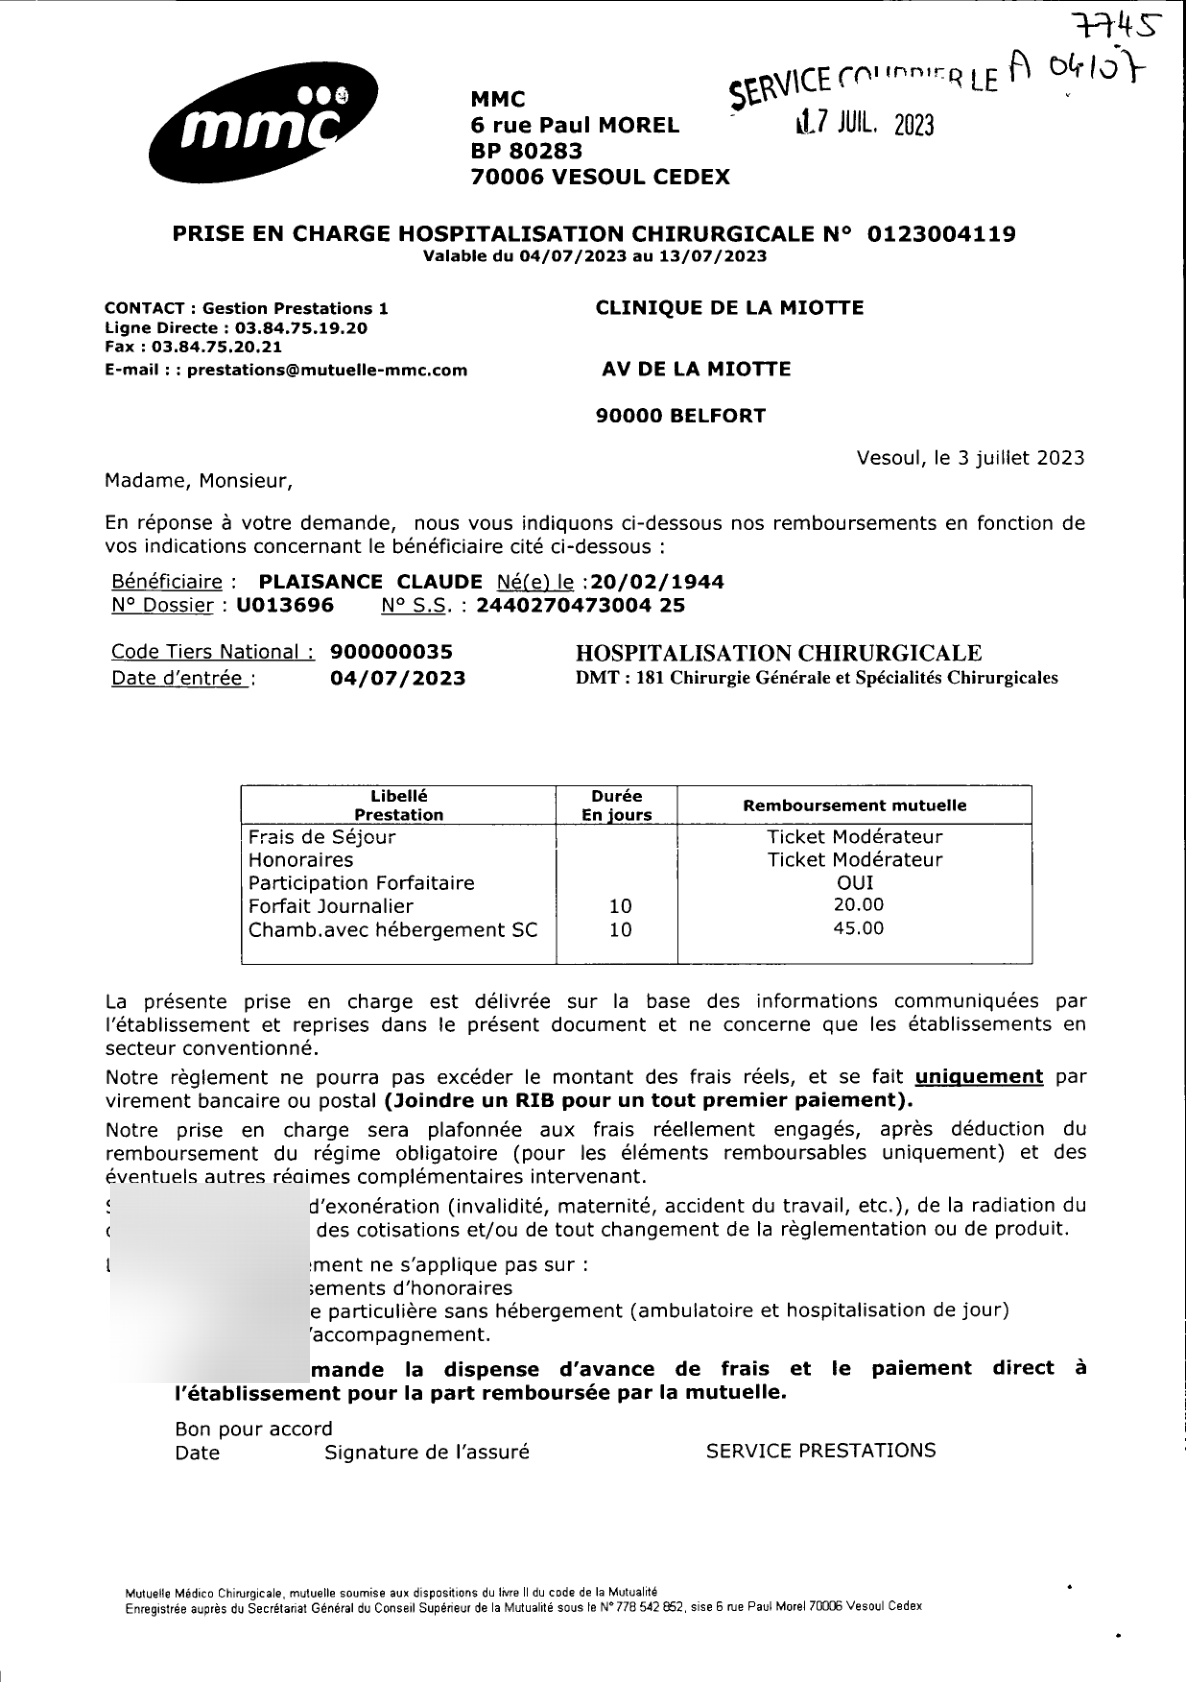 7745
A 04/07
SERVICE COURRIER LE
17 JUIL. 2023
mmc
MMC
6 rue Paul MOREL
BP 80283
70006 VESOUL CEDEX
PRISE EN CHARGE HOSPITALISATION CHIRURGICALE N° 0123004119
Valable du 04/07/2023 au 13/07/2023
CONTACT : Gestion Prestations 1
Ligne Directe : 03.84.75.19.20
Fax : 03.84.75.20.21
E-mail : : prestations@mutuelle-mmc.com
CLINIQUE DE LA MIOTTE
AV DE LA MIOTTE
90000 BELFORT
Vesoul, le 3 juillet 2023
Madame, Monsieur,
En réponse à votre demande, nous vous indiquons ci-dessous nos remboursements en fonction de
vos indications concernant le bénéficiaire cité ci-dessous :
Bénéficiaire : PLAISANCE CLAUDE Né(e) le :20/02/1944
N° Dossier : U013696 N° S.S. : 2440270473004 25
Code Tiers National : 900000035 HOSPITALISATION CHIRURGICALE
Date d'entrée : 04/07/2023 DMT : 181 Chirurgie Générale et Spécialités Chirurgicales
Libellé
Prestation
Durée
En jours
Remboursement mutuelle
Frais de Séjour Ticket Modérateur
Honoraires Ticket Modérateur
Participation Forfaitaire OUI
Forfait Journalier 10 20.00
Chamb.avec hébergement SC 10 45.00
La présente prise en charge est délivrée sur la base des informations communiquées par
l'établissement et reprises dans le présent document et ne concerne que les établissements en
secteur conventionné.
Notre règlement ne pourra pas excéder le montant des frais réels, et se fait uniquement par
virement bancaire ou postal (Joindre un RIB pour un tout premier paiement).
Notre prise en charge sera plafonnée aux frais réellement engagés, après déduction du
remboursement du régime obligatoire (pour les éléments remboursables uniquement) et des
éventuels autres régimes complémentaires intervenant.
d'exonération (invalidité, maternité, accident du travail, etc.), de la radiation du
des cotisations et/ou de tout changement de la règlementation ou de produit.
ment ne s'applique pas sur :
sements d'honoraires
e particulière sans hébergement (ambulatoire et hospitalisation de jour)
'accompagnement.
mande la dispense d'avance de frais et le paiement direct à
l'établissement pour la part remboursée par la mutuelle.
Bon pour accord
Date Signature de l'assuré SERVICE PRESTATIONS
Mutuelle Médico Chirurgicale, mutuelle soumise aux dispositions du livre II du code de la Mutualité
Enregistrée auprès du Secrétariat Général du Conseil Supérieur de la Mutualité sous le N° 778 542 852, sise 6 rue Paul Morel 70006 Vesoul Cedex